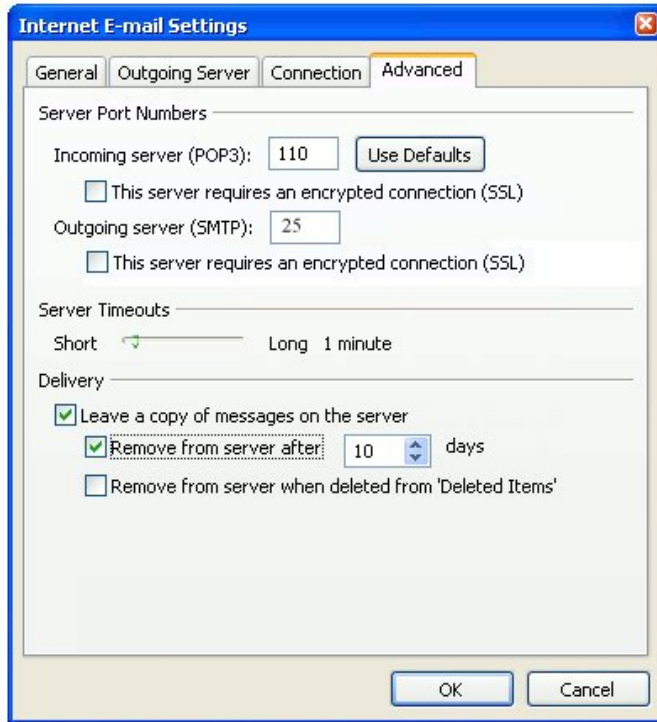 Internet E-mail Settings
General Outgoing Server Connection Advanced
Server Port Numbers
Incoming server (POP3): 110 Use Defaults
This server requires an encrypted connection (SSL)
Outgoing server (SMTP): 25
This server requires an encrypted connection (SSL)
Server Timeouts
Short Long 1 minute
Delivery
Leave a copy of messages on the server
Remove from server after 10 days
Remove from server when deleted from 'Deleted Items'
OK Cancel